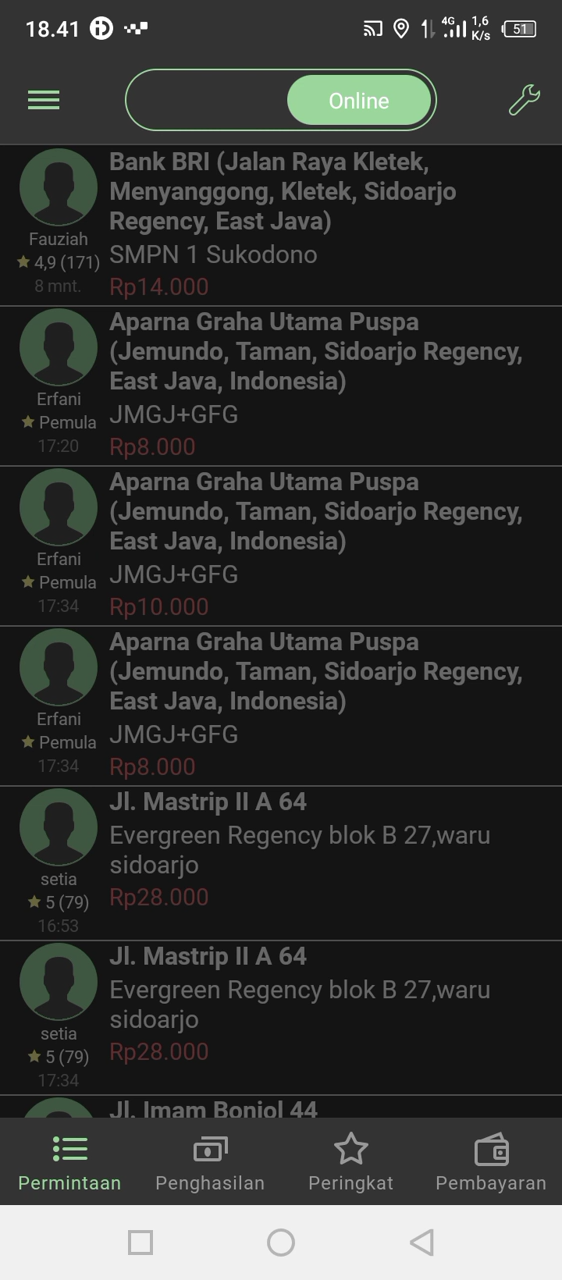 18.41
4G
1,6
K/s
51
Online
Bank BRI (Jalan Raya Kletek,
Menyanggong, Kletek, Sidoarjo
Regency, East Java)
SMPN 1 Sukodono
Rp14.000
Fauziah
4,9 (171)
8 mnt.
Aparna Graha Utama Puspa
(Jemundo, Taman, Sidoarjo Regency,
East Java, Indonesia)
JMGJ+GFG
Rp8.000
Erfani
Pemula
17:20
Aparna Graha Utama Puspa
(Jemundo, Taman, Sidoarjo Regency,
East Java, Indonesia)
JMGJ+GFG
Rp10.000
Erfani
Pemula
17:34
Aparna Graha Utama Puspa
(Jemundo, Taman, Sidoarjo Regency,
East Java, Indonesia)
JMGJ+GFG
Rp8.000
Erfani
Pemula
17:34
Jl. Mastrip II A 64
Evergreen Regency blok B 27,waru
sidoarjo
Rp28.000
setia
5 (79)
16:53
Jl. Mastrip II A 64
Evergreen Regency blok B 27,waru
sidoarjo
Rp28.000
setia
5 (79)
17:34
Jl. Imam Bonjol 44
Permintaan
Penghasilan
Peringkat
Pembayaran